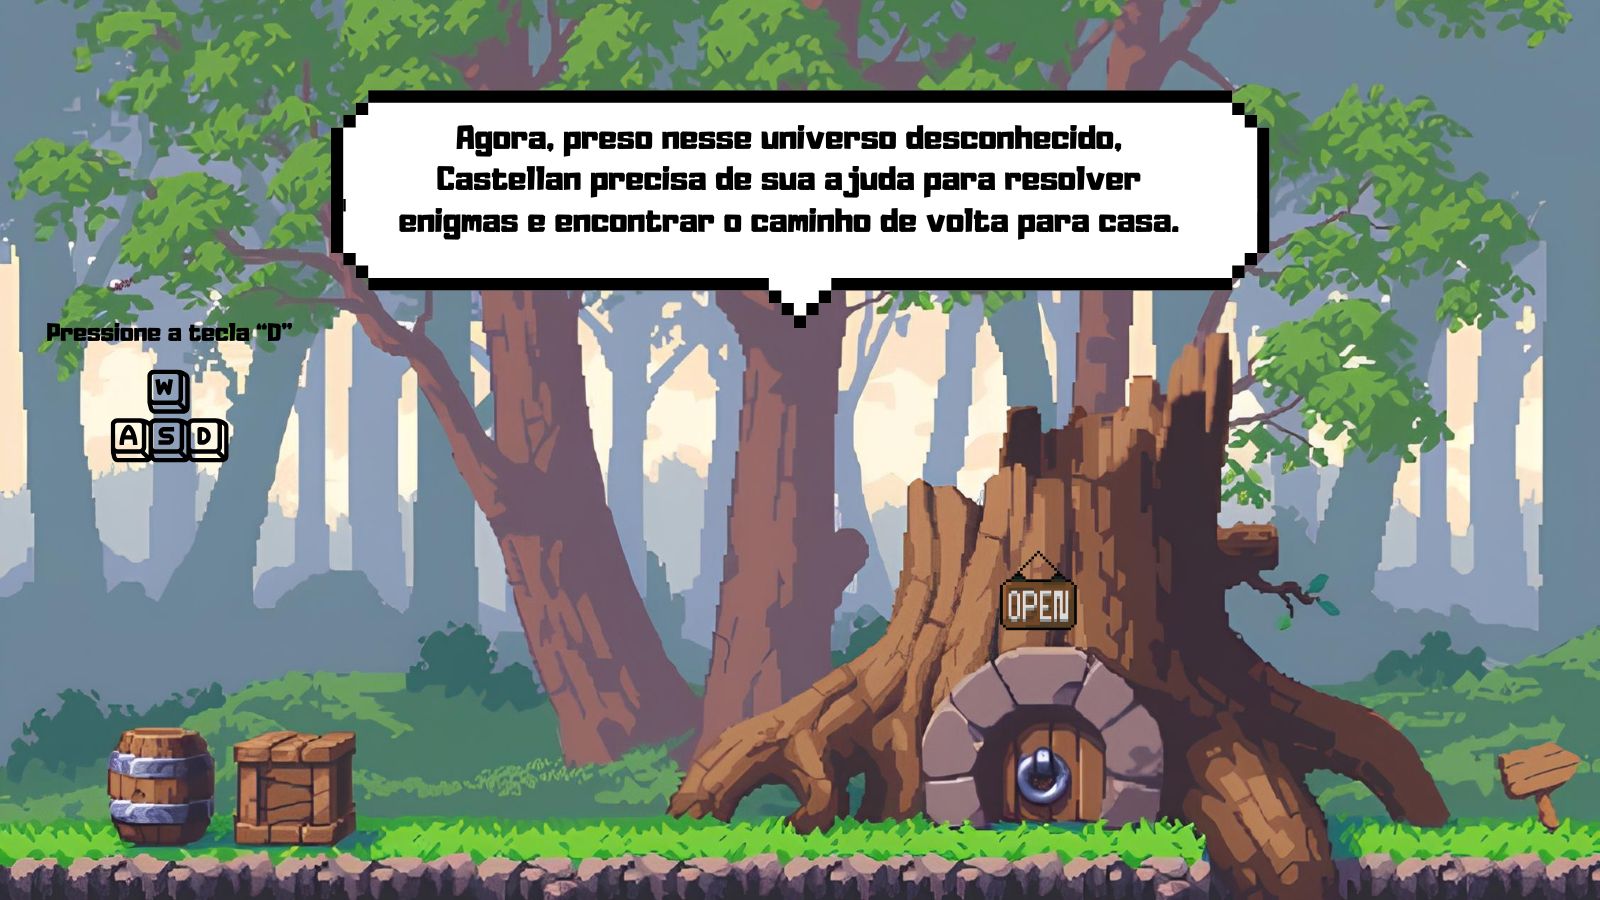 Agora, preso nesse universo desconhecido,
Castellan precisa de sua ajuda para resolver
enigmas e encontrar o caminho de volta para casa.
Pressione a tecla “D”
W
A S D
OPEN